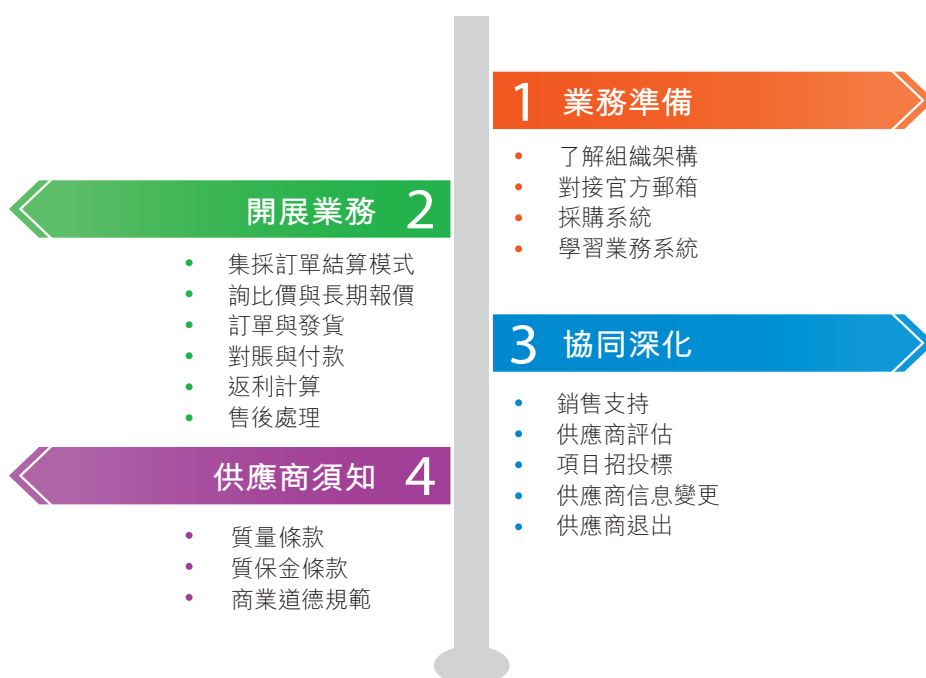 1 業務準備
• 了解組織架構
• 對接官方郵箱
• 採購系統
• 學習業務系統
開展業務 2
• 集採訂單結算模式
• 詢比價與長期報價
• 訂單與發貨
• 對賬與付款
• 返利計算
• 售後處理
3 協同深化
• 銷售支持
• 供應商評估
• 項目招投標
• 供應商信息變更
• 供應商退出
供應商須知 4
• 質量條款
• 質保金條款
• 商業道德規範